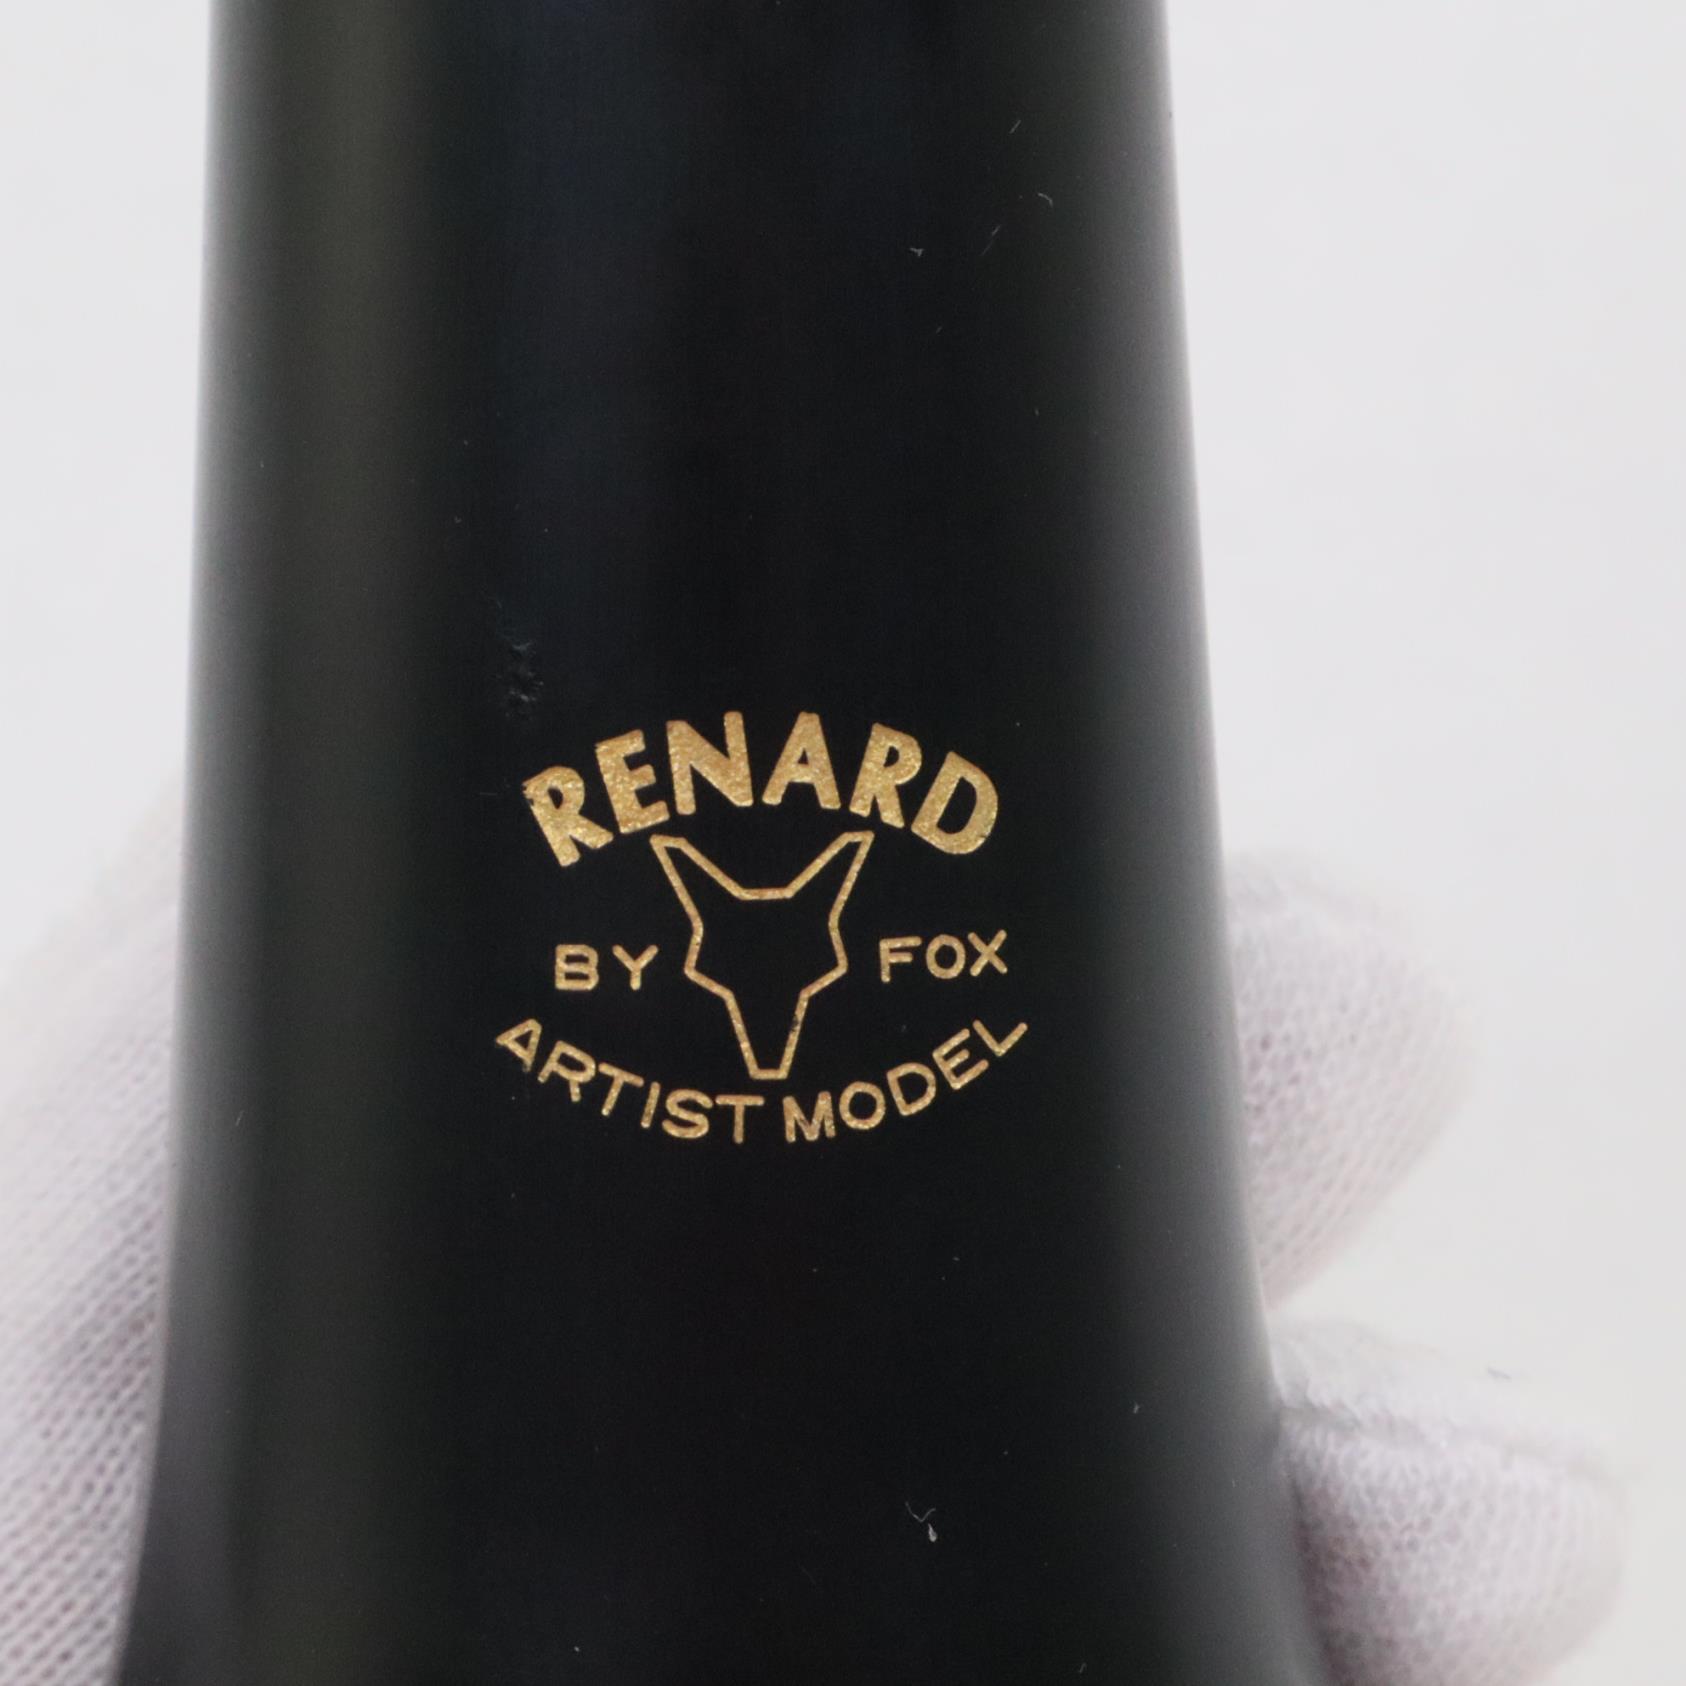 RENARD
BY FOX
ARTIST MODEL